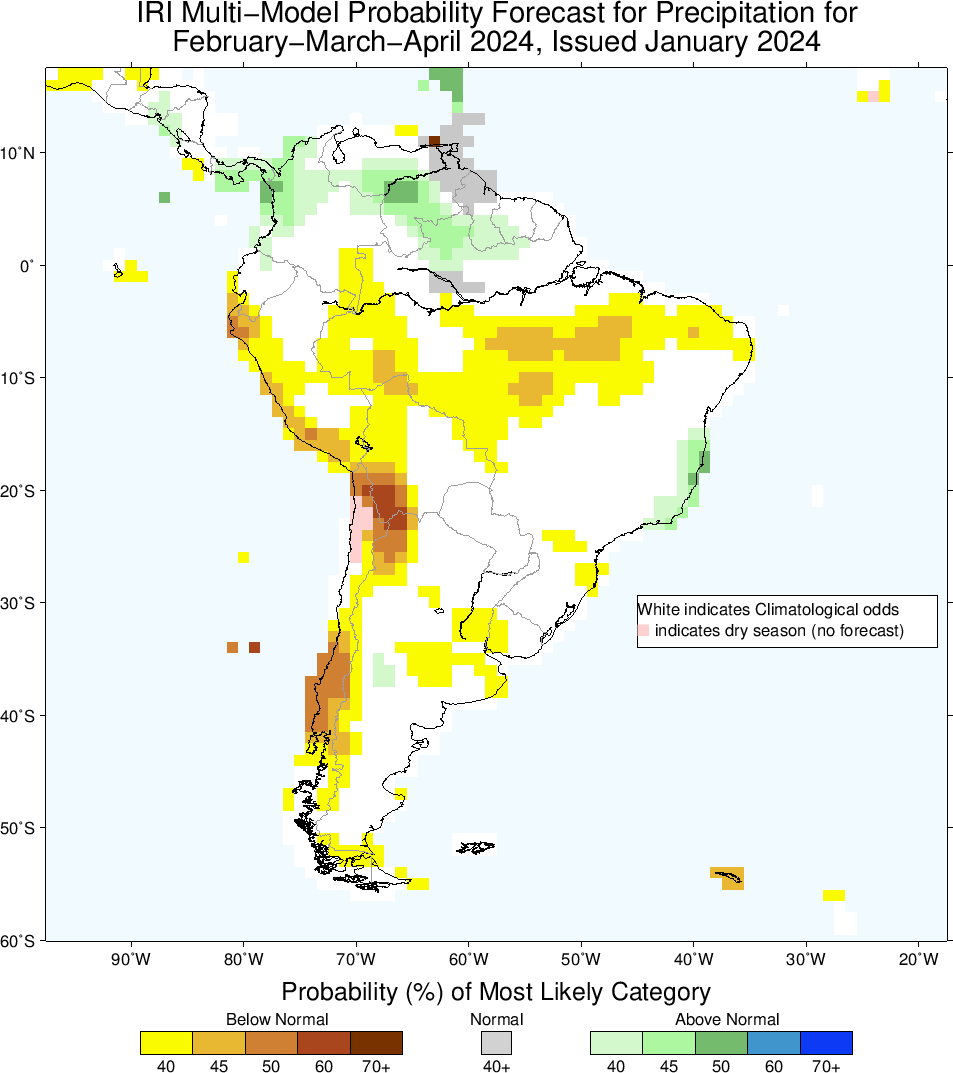 IRI Multi−Model Probability Forecast for Precipitation for
February−March−April 2024, Issued January 2024
10˚N
0˚
10˚S
20˚S
30˚S
40˚S
50˚S
60˚S
White indicates Climatological odds
indicates dry season (no forecast)
90˚W 80˚W 70˚W 60˚W 50˚W 40˚W 30˚W 20˚W
Probability (%) of Most Likely Category
Below Normal Normal Above Normal
40 45 50 60 70+ 40+ 40 45 50 60 70+